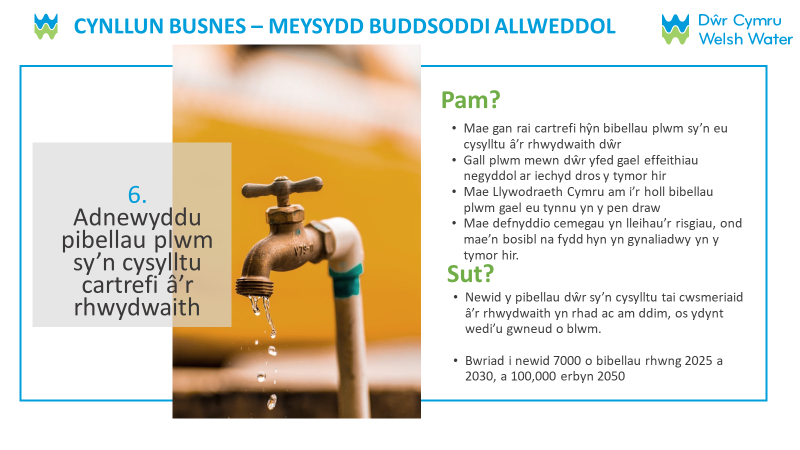 CYNLLUN BUSNES – MEYSYDD BUDDSODDI ALLWEDDOL
Dŵr Cymru
Welsh Water
6.
Adnewyddu
pibellau plwm
sy’n cysylltu
cartrefi â’r
rhwydwaith
Pam?
• Mae gan rai cartrefi hŷn bibellau plwm sy’n eu
cysylltu â’r rhwydwaith dŵr
• Gall plwm mewn dŵr yfed gael effeithiau
negyddol ar iechyd dros y tymor hir
• Mae Llywodraeth Cymru am i’r holl bibellau
plwm gael eu tynnu yn y pen draw
• Mae defnyddio cemegau yn lleihau’r risgiau, ond
mae’n bosibl na fydd hyn yn gynaliadwy yn y
tymor hir.
Sut?
• Newid y pibellau dŵr sy’n cysylltu tai cwsmeriaid
â’r rhwydwaith yn rhad ac am ddim, os ydynt
wedi’u gwneud o blwm.
• Bwriad i newid 7000 o bibellau rhwng 2025 a
2030, a 100,000 erbyn 2050